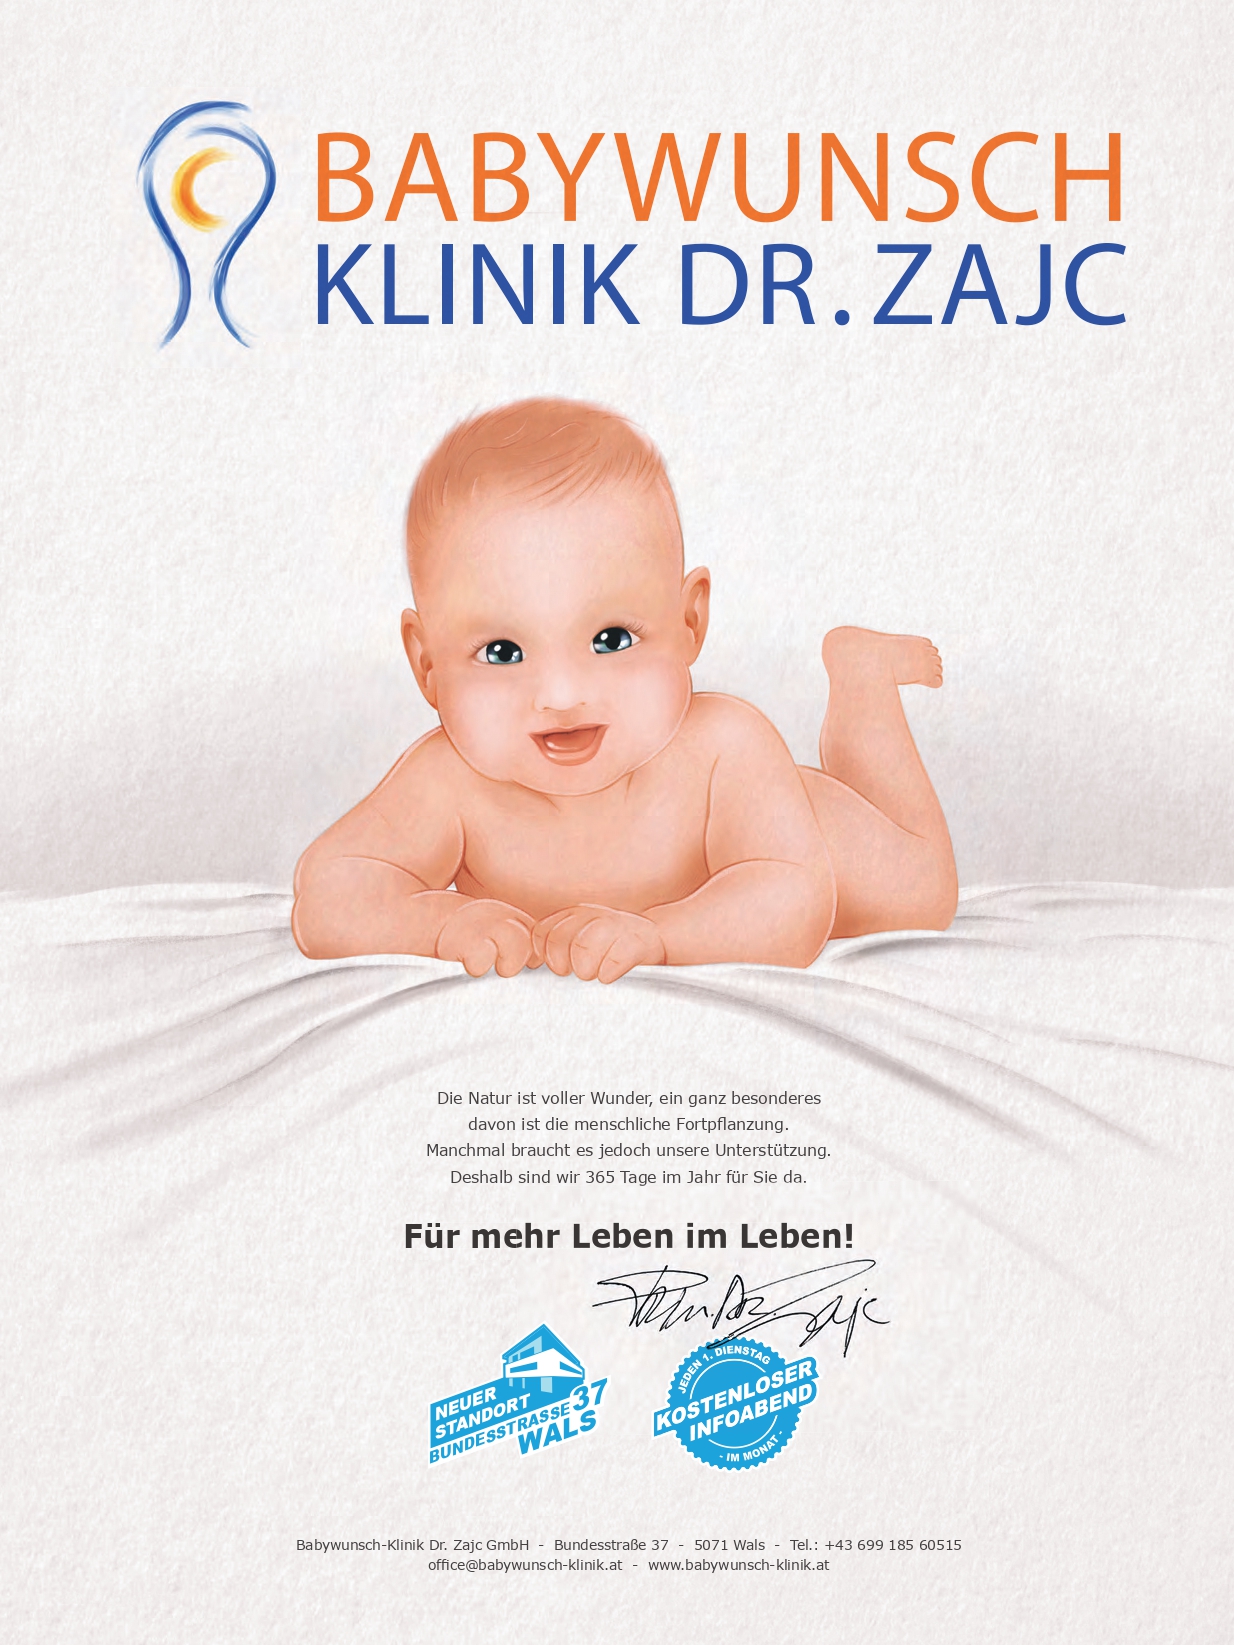 BABYWUNSCH
KLINIK DR. ZAJC
Die Natur ist voller Wunder, ein ganz besonderes
davon ist die menschliche Fortpflanzung.
Manchmal braucht es jedoch unsere Unterstützung.
Deshalb sind wir 365 Tage im Jahr für Sie da.
Für mehr Leben im Leben!
Zajc
NEUER
STANDORT
BUNDESSTRASSE 37
WALS
JEDEN 1. DIENSTAG
KOSTENLOSER
INFOABEND
- IM MONAT -
Babywunsch-Klinik Dr. Zajc GmbH - Bundesstraße 37 - 5071 Wals - Tel.: +43 699 185 60515
office@babywunsch-klinik.at - www.babywunsch-klinik.at